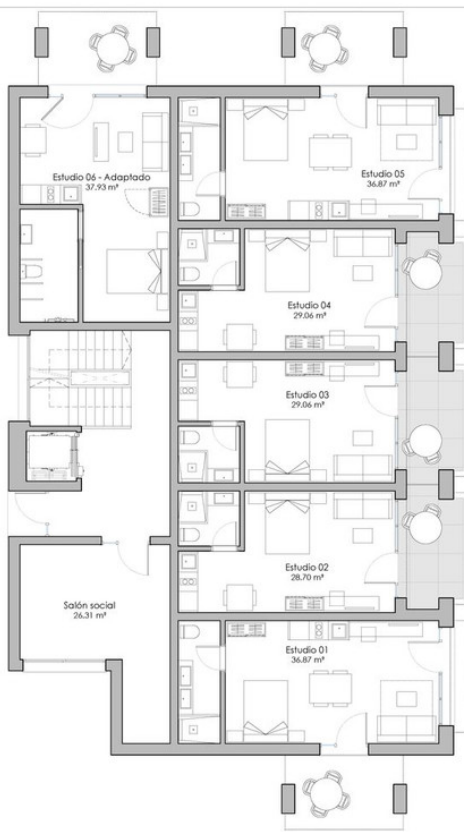 Estudio 06 - Adaptado
37.93 m²
Estudio 05
36.87 m²
Estudio 04
29.06 m²
Estudio 03
29.06 m²
Estudio 02
28.70 m²
Salón social
26.31 m²
Estudio 01
36.87 m²